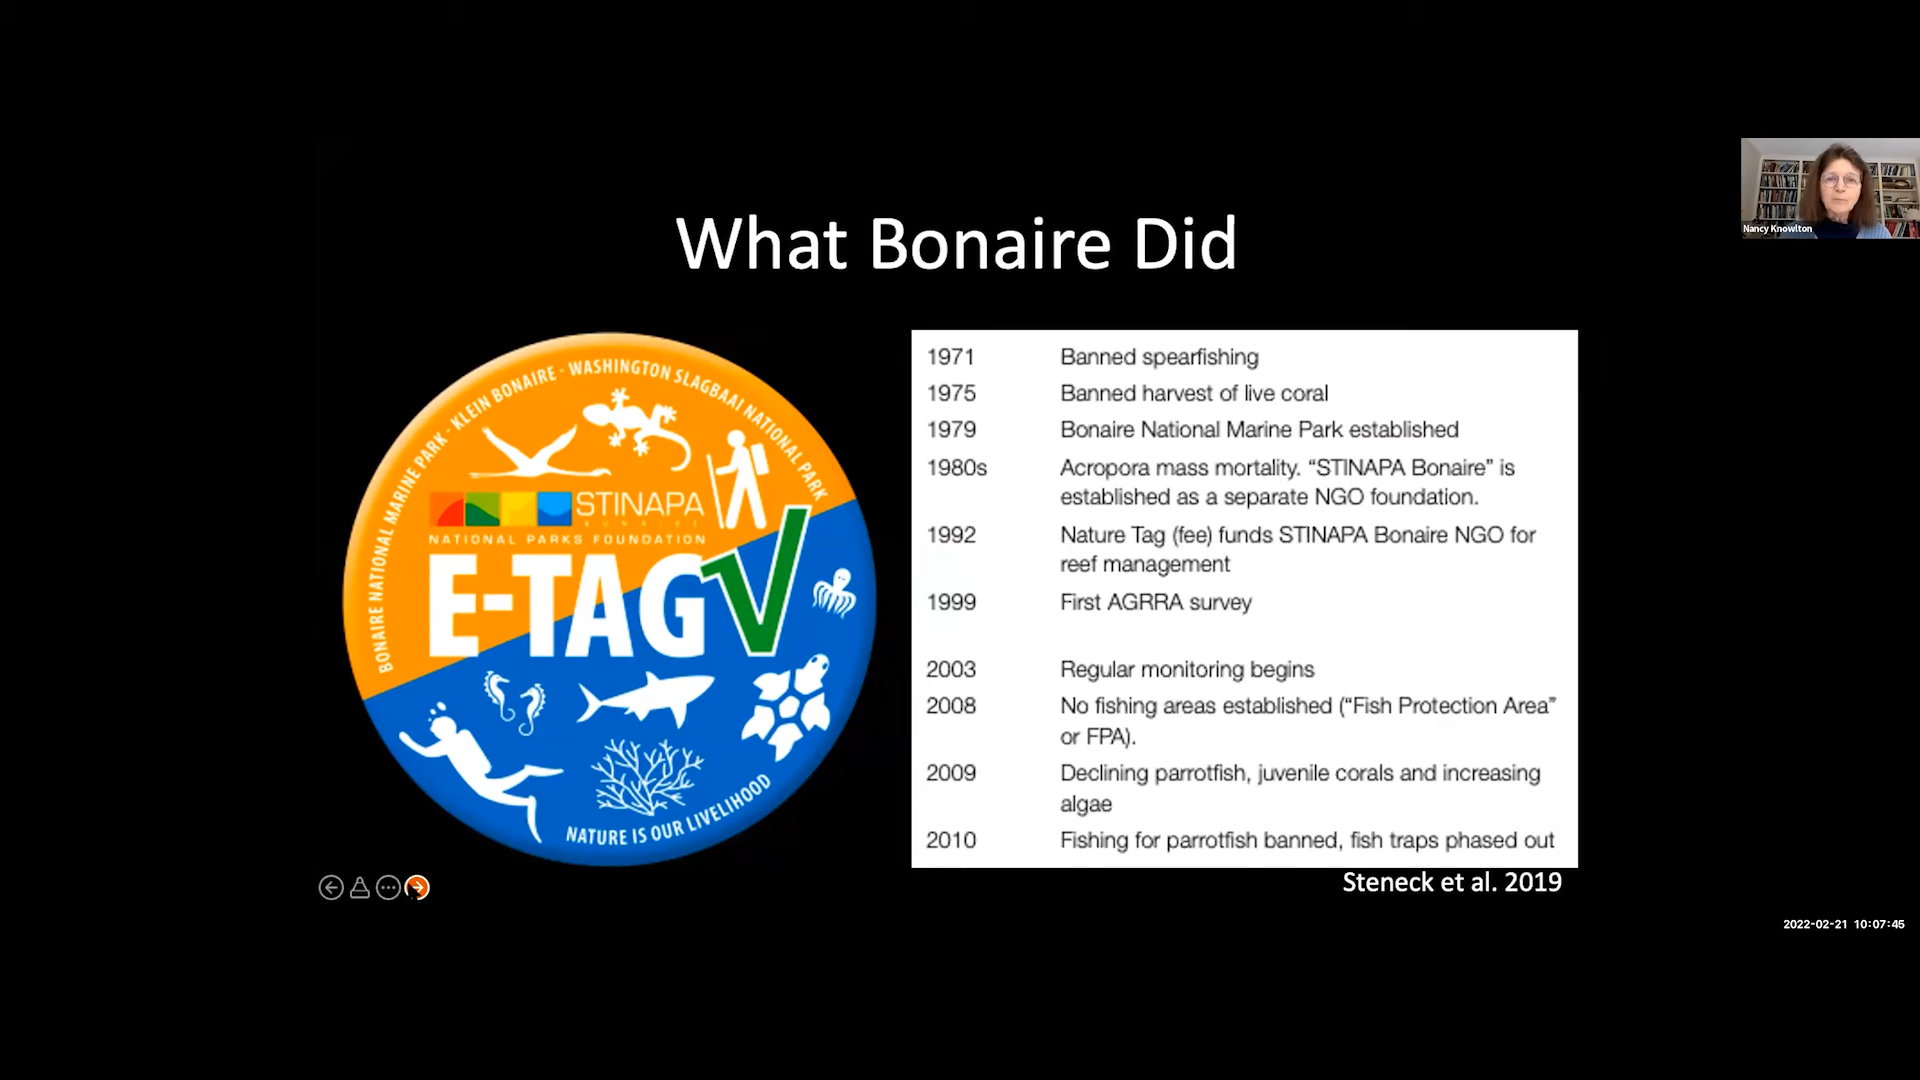 What Bonaire Did
Nancy Knowlton
BONAIRE NATIONAL MARINE PARK - KLEIN BONAIRE - WASHINGTON SLAGBAAI NATIONAL PARK
STINAPA
BONAIRE
NATIONAL PARKS FOUNDATION
E-TAG
NATURE IS OUR LIVELIHOOD
1971 Banned spearfishing
1975 Banned harvest of live coral
1979 Bonaire National Marine Park established
1980s Acropora mass mortality. “STINAPA Bonaire” is
established as a separate NGO foundation.
1992 Nature Tag (fee) funds STINAPA Bonaire NGO for
reef management
1999 First AGRRA survey
2003 Regular monitoring begins
2008 No fishing areas established (“Fish Protection Area”
or FPA).
2009 Declining parrotfish, juvenile corals and increasing
algae
2010 Fishing for parrotfish banned, fish traps phased out
Steneck et al. 2019
2022-02-21 10:07:45